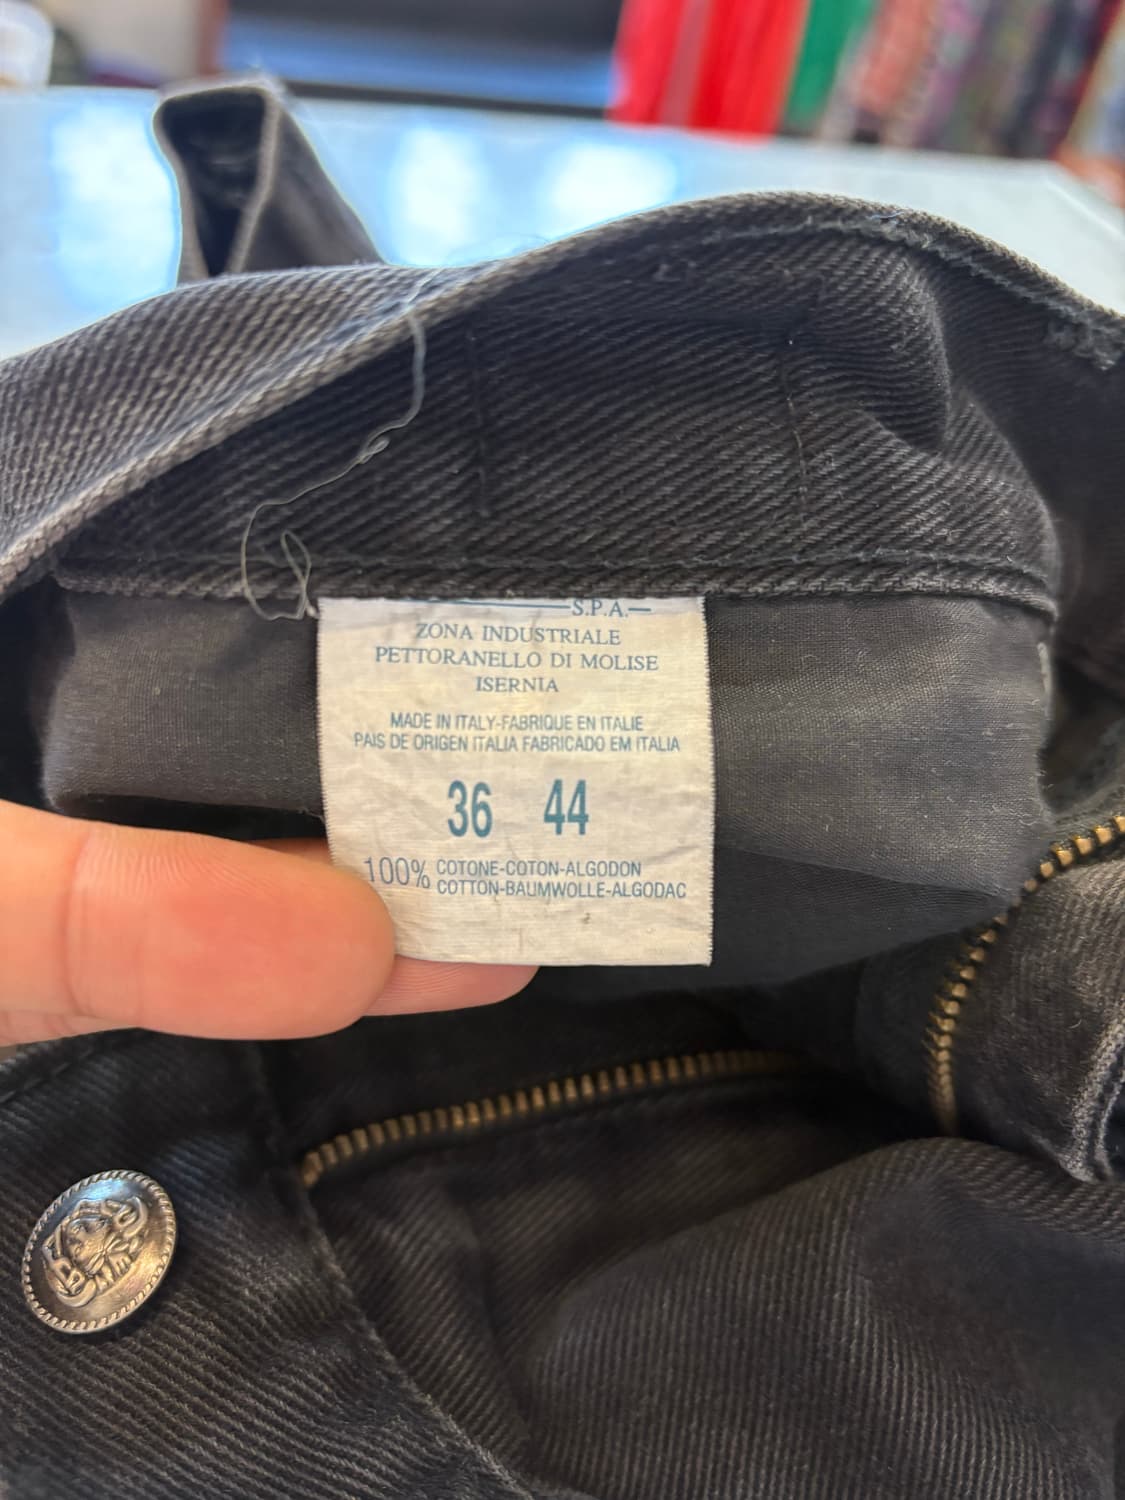 S.P.A.
ZONA INDUSTRIALE
PETTORANELLO DI MOLISE
ISERNIA
MADE IN ITALY-FABRIQUE EN ITALIE
PAIS DE ORIGEN ITALIA FABRICADO EM ITALIA
36 44
100% COTONE-COTON-ALGODON
COTTON-BAUMWOLLE-ALGODAC